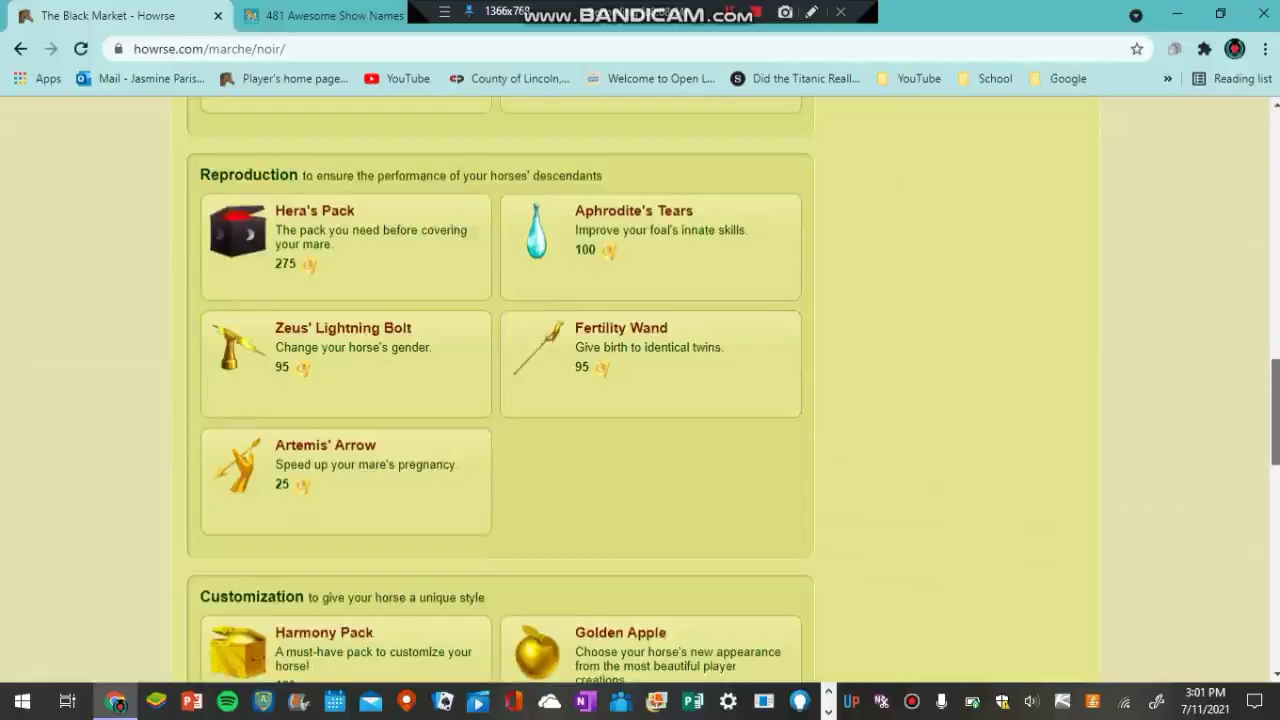 The Black Market - Howrse
481 Awesome Show Names
1366x768
www.BANDICAM.com
howrse.com/marche/noir/
Apps
Mail - Jasmine Paris...
Player's home page...
YouTube
County of Lincoln,...
Welcome to Open L...
Did the Titanic Reall...
YouTube
School
Google
»
Reading list
Reproduction to ensure the performance of your horses' descendants
Hera's Pack
The pack you need before covering
your mare.
275
Aphrodite's Tears
Improve your foal's innate skills.
100
Zeus' Lightning Bolt
Change your horse's gender.
95
Fertility Wand
Give birth to identical twins.
95
Artemis' Arrow
Speed up your mare's pregnancy.
25
Customization to give your horse a unique style
Harmony Pack
A must-have pack to customize your
horse!
Golden Apple
Choose your horse's new appearance
from the most beautiful player
creations.
3:01 PM
7/11/2021